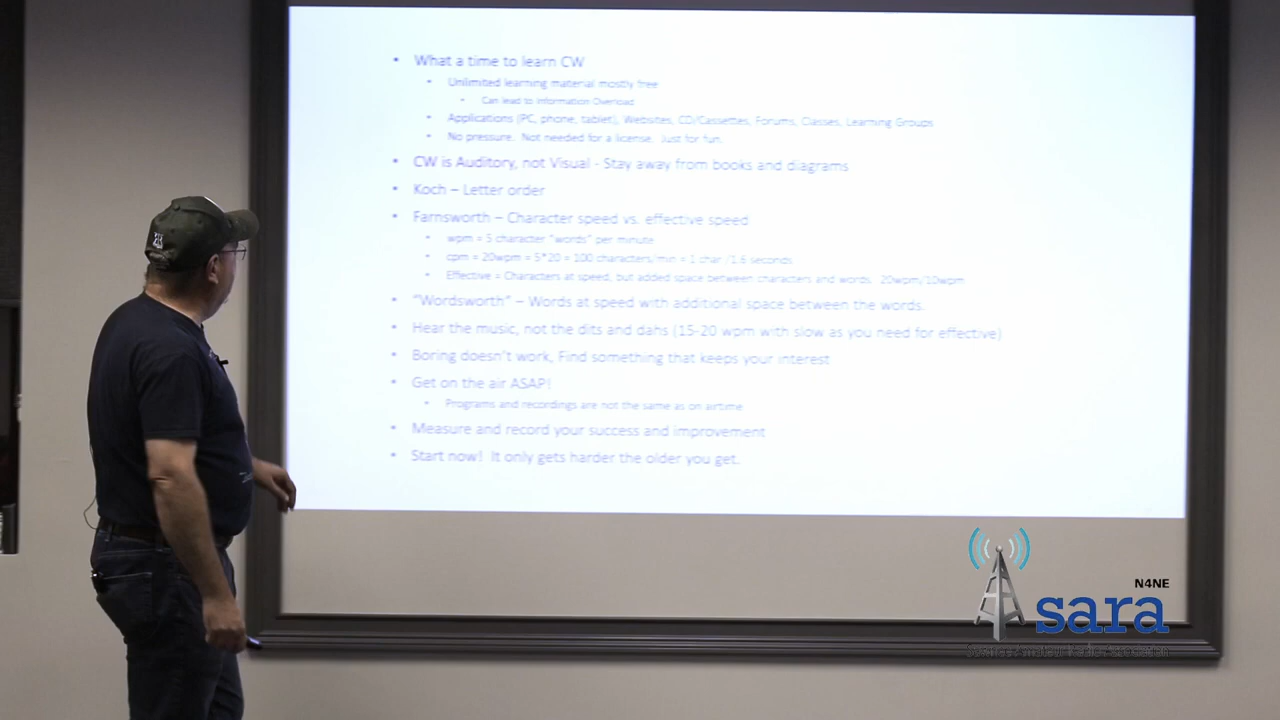 • What a time to learn CW
• Unlimited learning material mostly free
• Can lead to Information Overload
• Applications (PC, phone, tablet), Websites, CD/Cassettes, Forums, Classes, Learning Groups
• No pressure. Not needed for a license. Just for fun.
• CW is Auditory, not Visual - Stay away from books and diagrams
• Koch – Letter order
• Farnsworth – Character speed vs. effective speed
• wpm = 5 character "words" per minute
• cpm = 20wpm = 5*20 = 100 characters/min = 1 char /1.6 seconds
• Effective = Characters at speed, but added space between characters and words. 20wpm/10wpm
• "Wordsworth" – Words at speed with additional space between the words.
• Hear the music, not the dits and dahs (15-20 wpm with slow as you need for effective)
• Boring doesn't work, Find something that keeps your interest
• Get on the air ASAP!
• Programs and recordings are not the same as on airtime
• Measure and record your success and improvement
• Start now! It only gets harder the older you get.
N4NE
sara
Amateur Radio Association